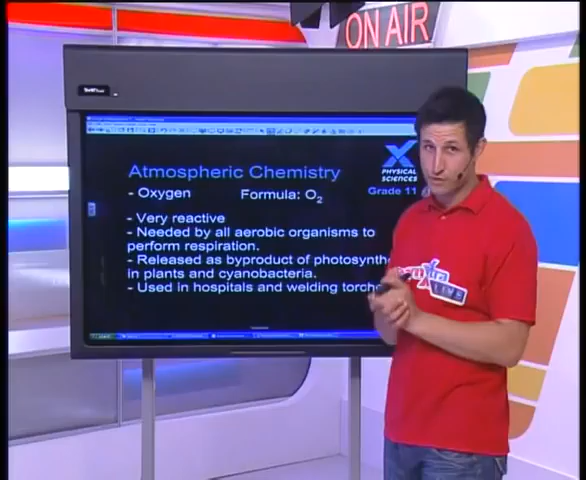 ON AIR
Atmospheric Chemistry
X
PHYSICAL
SCIENCES
- Oxygen Formula: O₂ Grade 11
- Very reactive
- Needed by all aerobic organisms to
perform respiration.
- Released as byproduct of photosynth
in plants and cyanobacteria.
- Used in hospitals and welding torch
xtra
LIVE